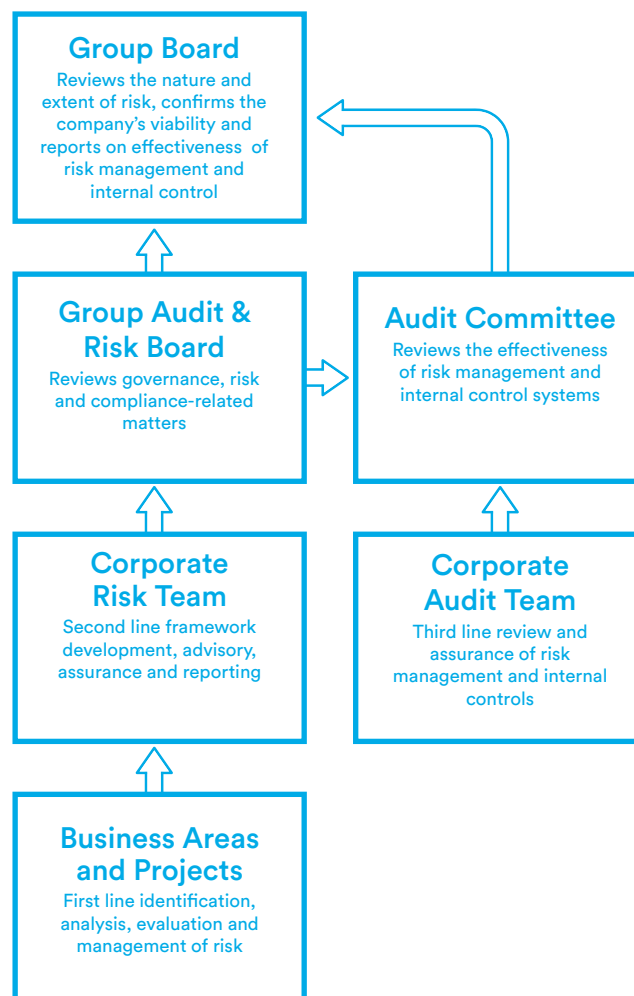 Group Board
Reviews the nature and
extent of risk, confirms the
company’s viability and
reports on effectiveness of
risk management and
internal control
Group Audit &
Risk Board
Reviews governance, risk
and compliance-related
matters
Audit Committee
Reviews the effectiveness
of risk management and
internal control systems
Corporate
Risk Team
Second line framework
development, advisory,
assurance and reporting
Corporate
Audit Team
Third line review and
assurance of risk
management and internal
controls
Business Areas
and Projects
First line identification,
analysis, evaluation and
management of risk